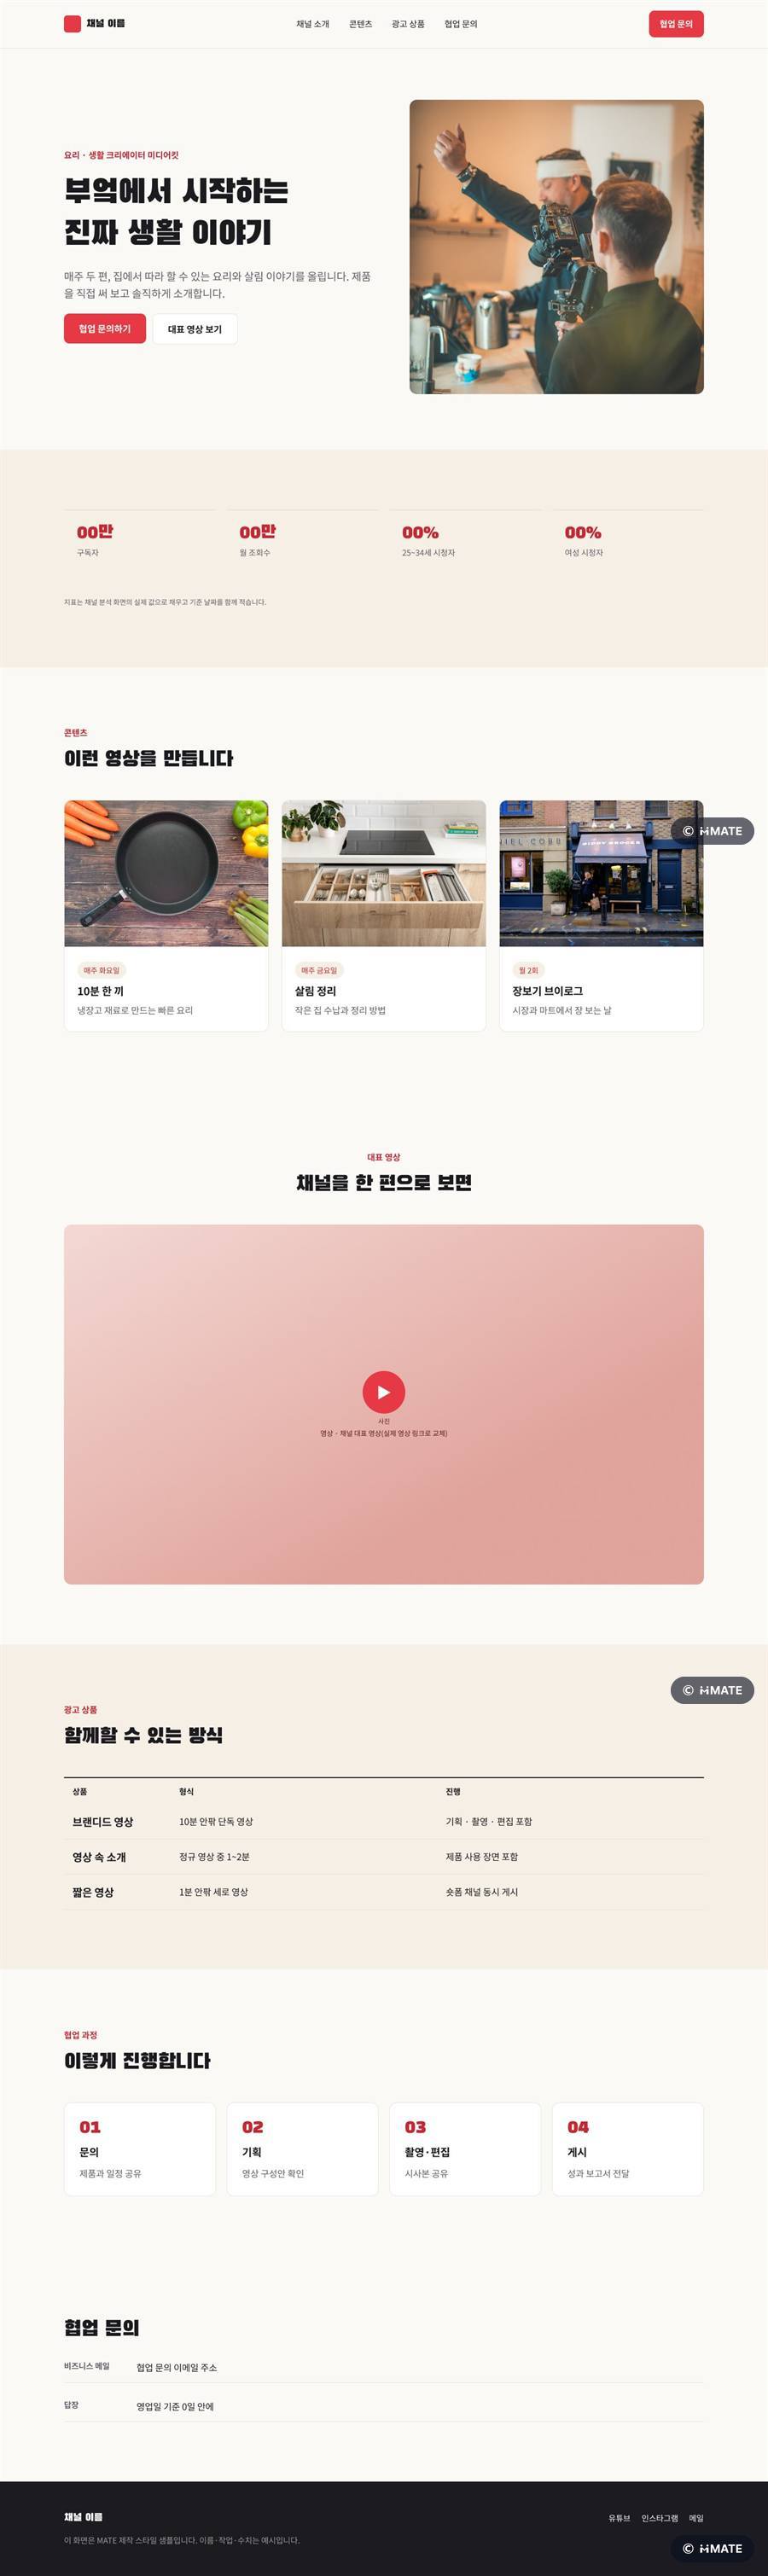 채널 이름
채널 소개
콘텐츠
광고 상품
협업 문의
협업 문의
요리 · 생활 크리에이터 미디어킷
부엌에서 시작하는
진짜 생활 이야기
매주 두 편, 집에서 따라 할 수 있는 요리와 살림 이야기를 올립니다. 제품
을 직접 써 보고 솔직하게 소개합니다.
협업 문의하기
대표 영상 보기
00만
구독자
00만
월 조회수
00%
25~34세 시청자
00%
여성 시청자
지표는 채널 분석 화면의 실제 값으로 채우고 기준 날짜를 함께 적습니다.
콘텐츠
이런 영상을 만듭니다
© MATE
매주 화요일
10분 한 끼
냉장고 재료로 만드는 빠른 요리
매주 금요일
살림 정리
작은 집 수납과 정리 방법
월 2회
장보기 브이로그
시장과 마트에서 장 보는 날
대표 영상
채널을 한 편으로 보면
사진
영상 · 채널 대표 영상(실제 영상 링크로 교체)
© MATE
광고 상품
함께할 수 있는 방식
상품
형식
진행
브랜디드 영상
10분 안팎 단독 영상
기획 · 촬영 · 편집 포함
영상 속 소개
정규 영상 중 1~2분
제품 사용 장면 포함
짧은 영상
1분 안팎 세로 영상
숏폼 채널 동시 게시
협업 과정
이렇게 진행합니다
01
문의
제품과 일정 공유
02
기획
영상 구성안 확인
03
촬영·편집
시사본 공유
04
게시
성과 보고서 전달
협업 문의
비즈니스 메일
협업 문의 이메일 주소
답장
영업일 기준 0일 안에
채널 이름
유튜브
인스타그램
메일
이 화면은 MATE 제작 스타일 샘플입니다. 이름·작업·수치는 예시입니다.
© MATE